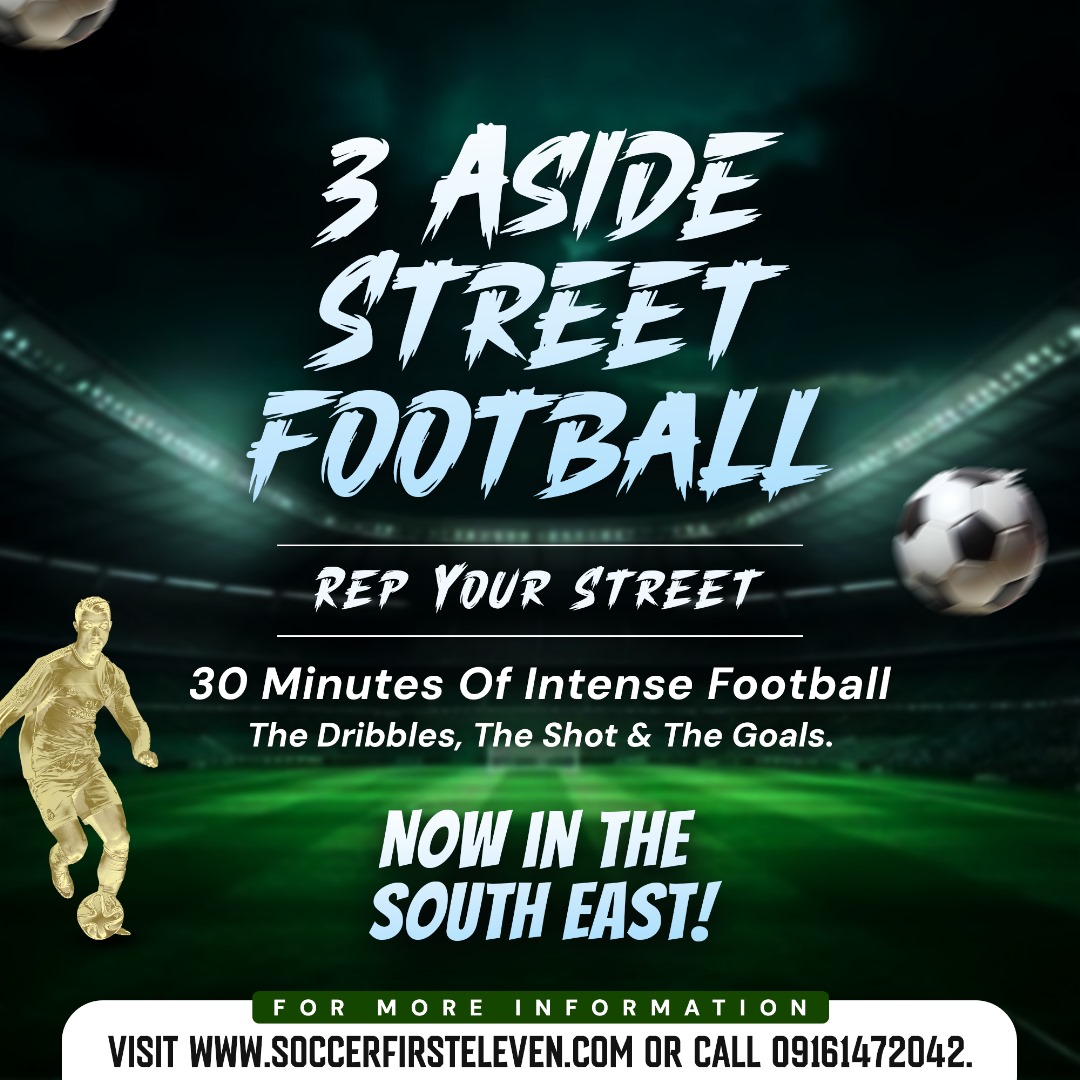 3 ASIDE
STREET
FOOTBALL
REP YOUR STREET
30 Minutes Of Intense Football
The Dribbles, The Shot & The Goals.
NOW IN THE
SOUTH EAST!
FOR MORE INFORMATION
VISIT WWW.SOCCERFIRSTELEVEN.COM OR CALL 09161472042.